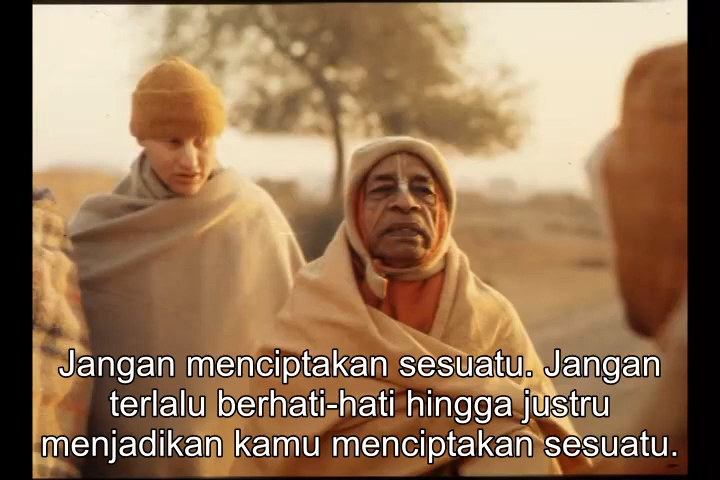 Jangan menciptakan sesuatu. Jangan
terlalu berhati-hati hingga justru
menjadikan kamu menciptakan sesuatu.